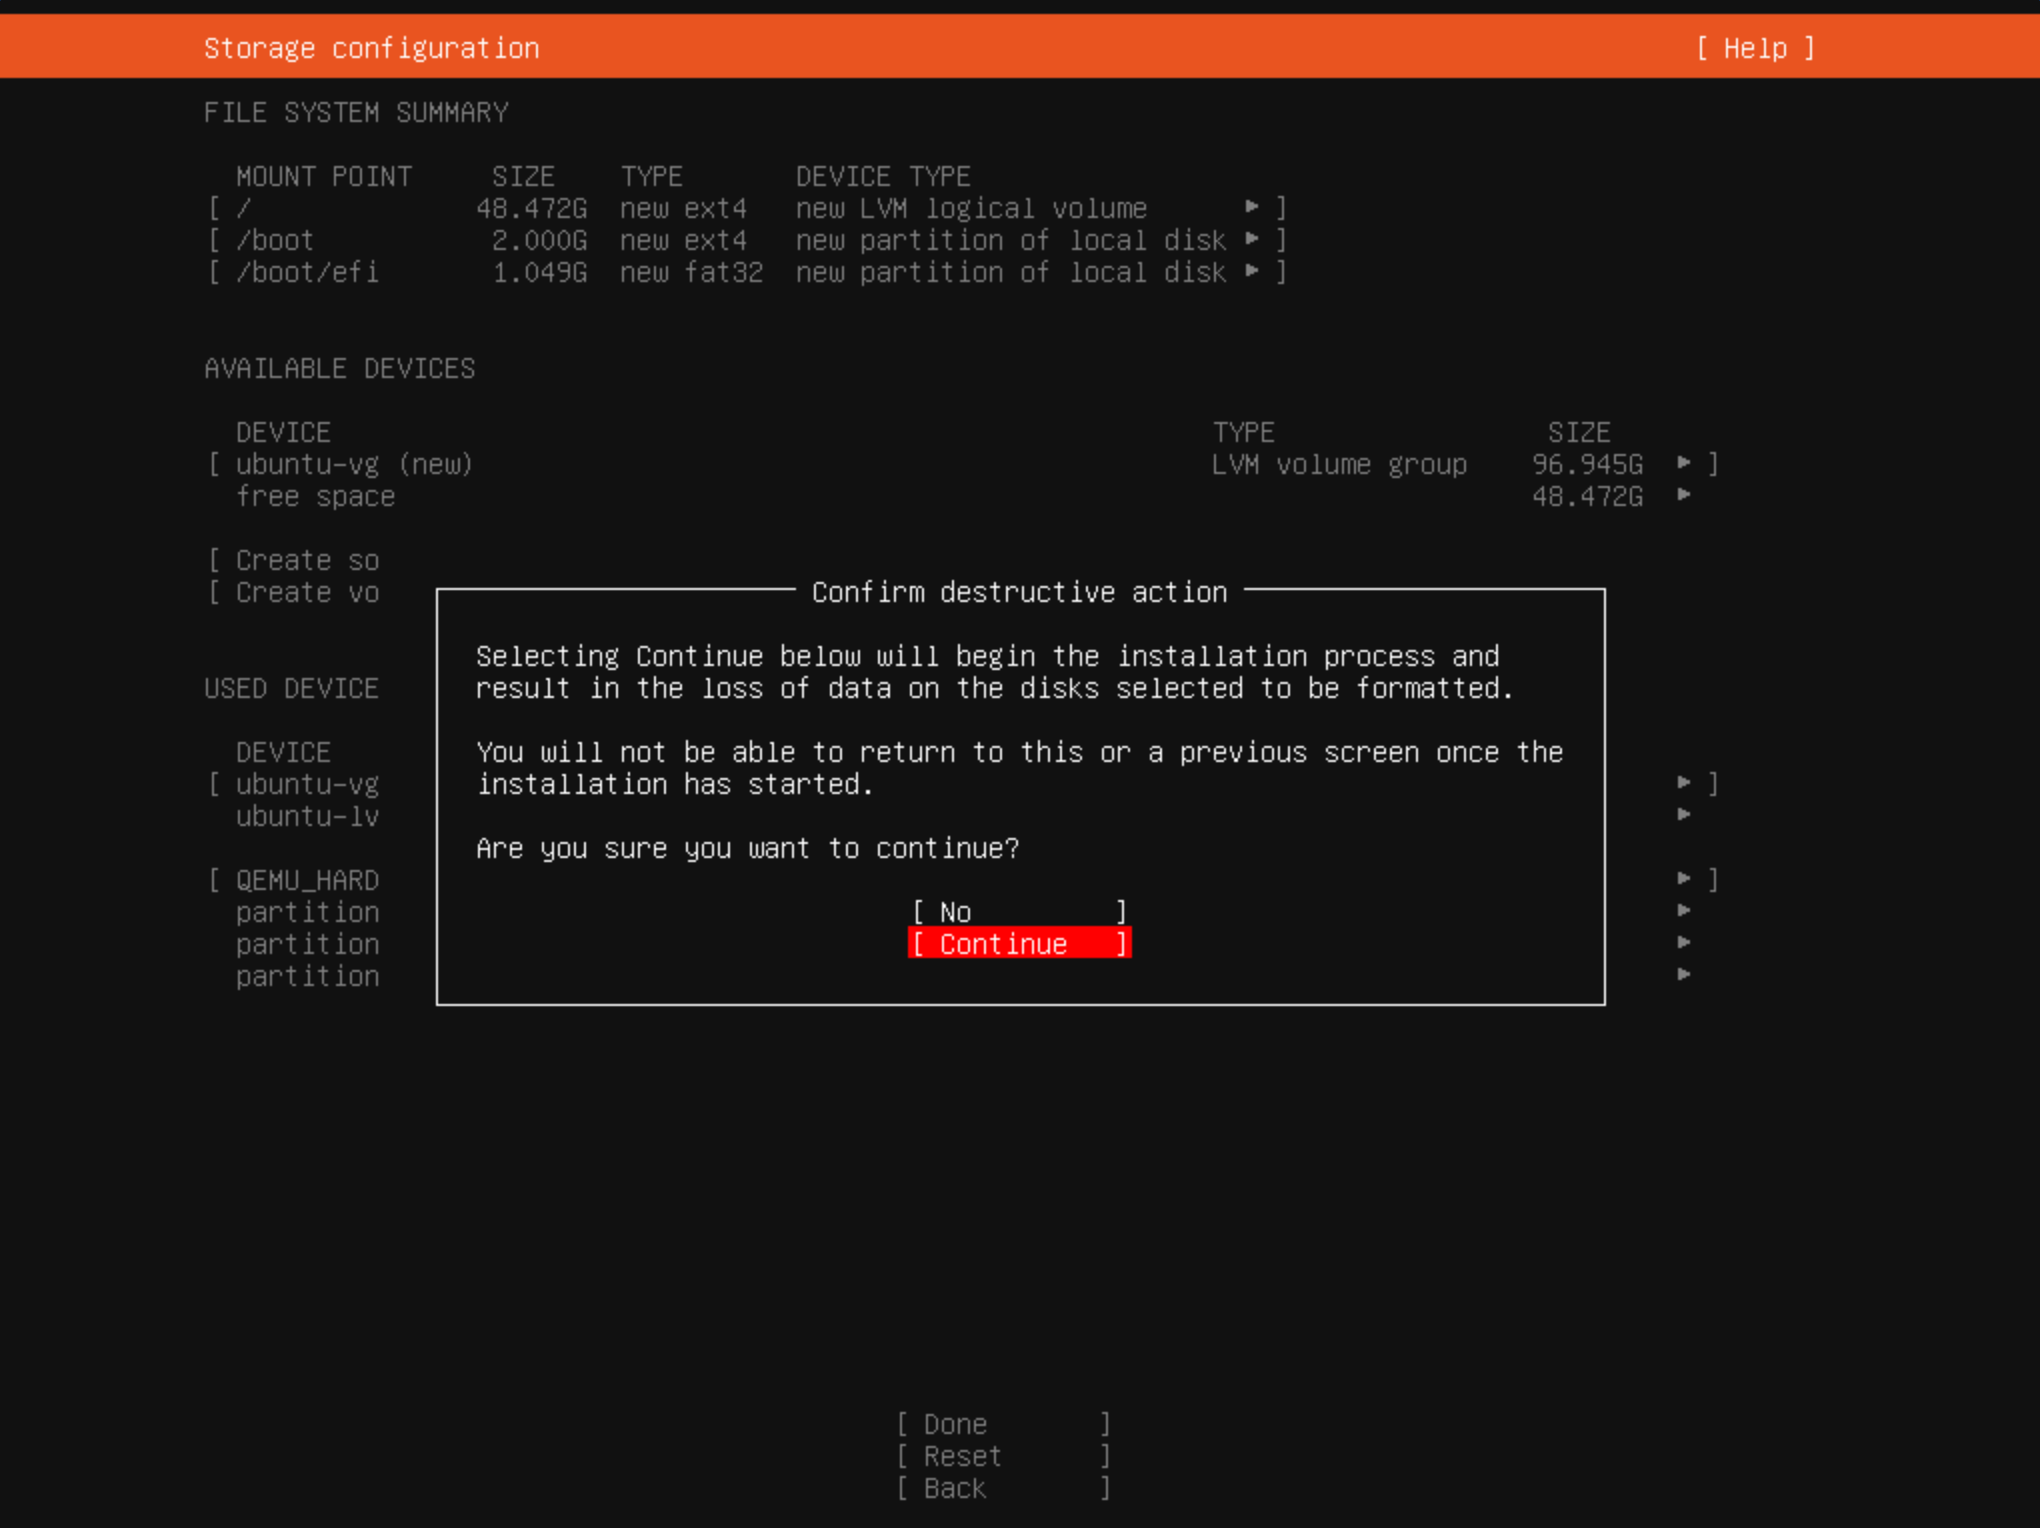 Storage configuration [ Help ]
FILE SYSTEM SUMMARY
MOUNT POINT SIZE TYPE DEVICE TYPE
[ / 48.472G new ext4 new LVM logical volume ▸ ]
[ /boot 2.000G new ext4 new partition of local disk ▸ ]
[ /boot/efi 1.049G new fat32 new partition of local disk ▸ ]
AVAILABLE DEVICES
DEVICE TYPE SIZE
[ ubuntu-vg (new) LVM volume group 96.945G ▸ ]
free space 48.472G ▸
[ Create so
[ Create vo
Confirm destructive action
Selecting Continue below will begin the installation process and
result in the loss of data on the disks selected to be formatted.
You will not be able to return to this or a previous screen once the
installation has started.
Are you sure you want to continue?
[ No ]
[ Continue ]
USED DEVICE
DEVICE
[ ubuntu-vg ▸ ]
ubuntu-lv ▸
[ QEMU_HARD ▸ ]
partition ▸
partition ▸
partition ▸
[ Done ]
[ Reset ]
[ Back ]